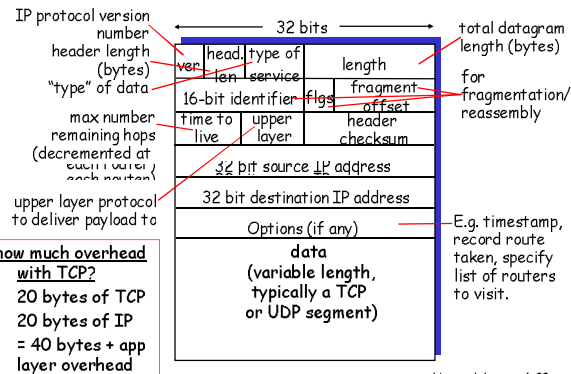 IP protocol version
number
header length
(bytes)
"type" of data
max number
remaining hops
(decremented at
each router)
upper layer protocol
to deliver payload to
how much overhead
with TCP?
20 bytes of TCP
20 bytes of IP
= 40 bytes + app
layer overhead
32 bits
ver
head.
len
type of
service
length
16-bit identifier
flgs
fragment
offset
time to
live
upper
layer
header
checksum
32 bit source IP address
32 bit destination IP address
Options (if any)
data
(variable length,
typically a TCP
or UDP segment)
total datagram
length (bytes)
for
fragmentation/
reassembly
E.g. timestamp,
record route
taken, specify
list of routers
to visit.